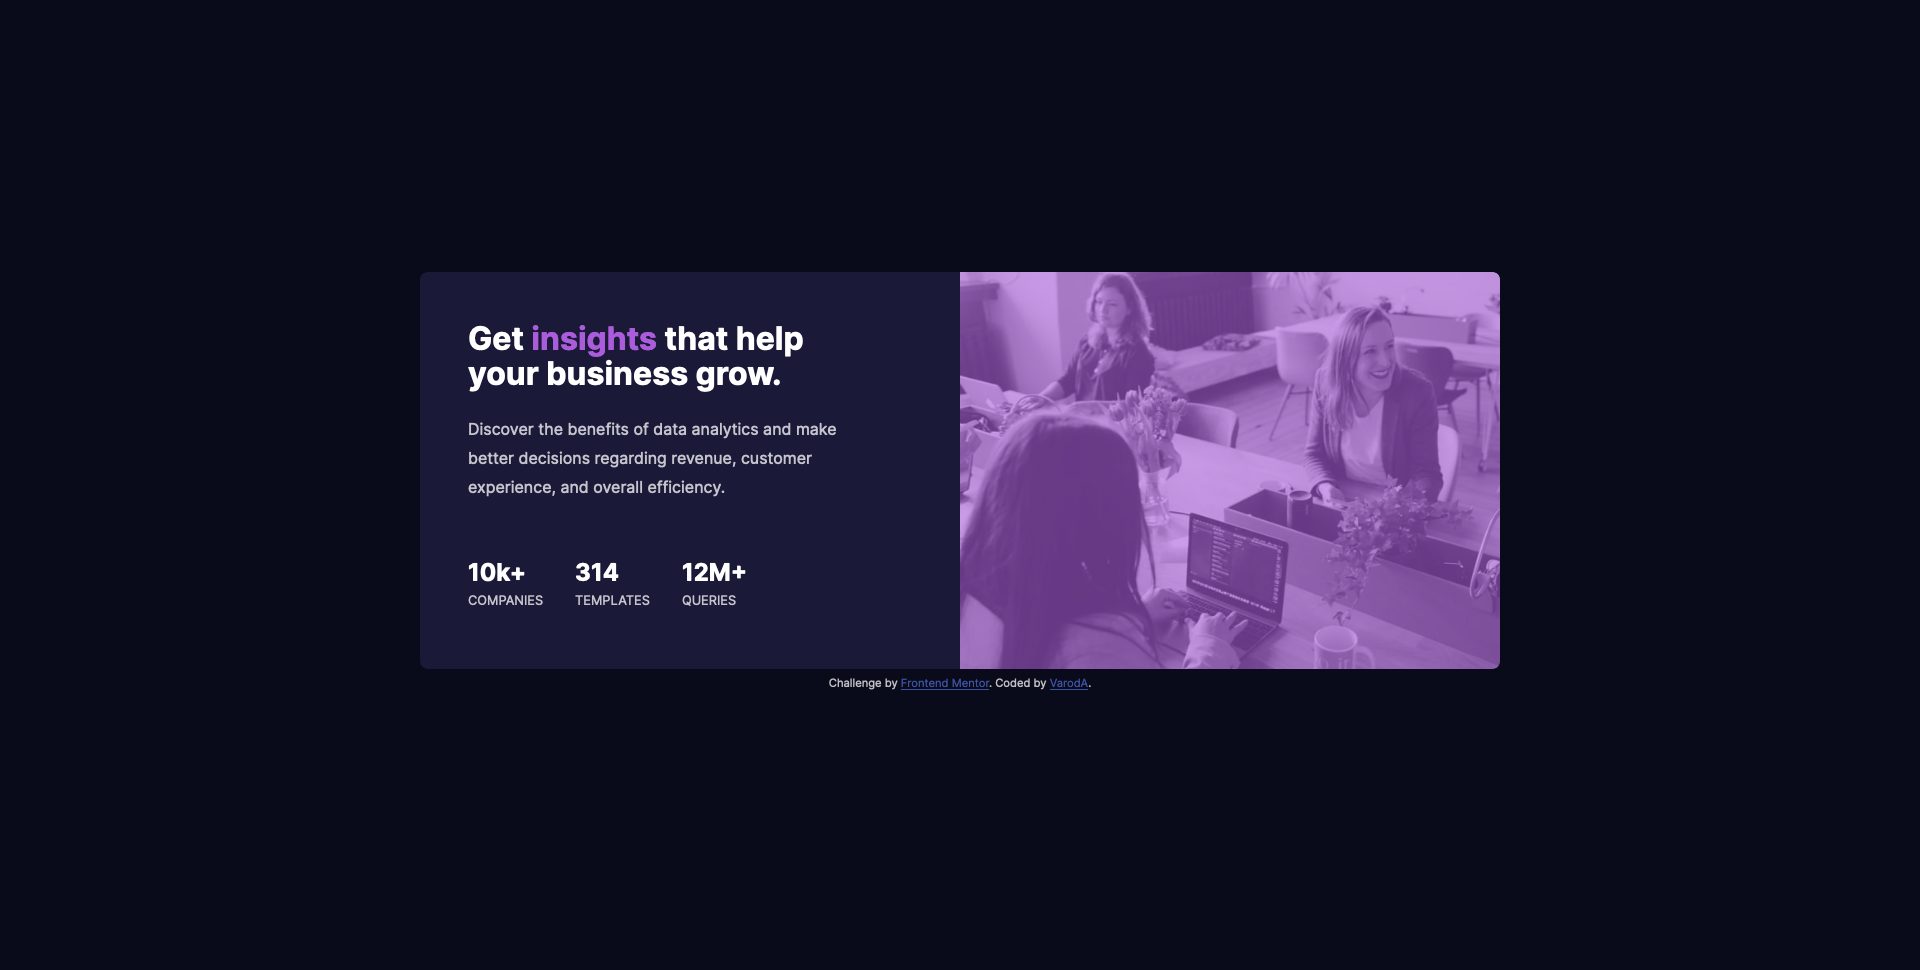 Get insights that help
your business grow.
Discover the benefits of data analytics and make
better decisions regarding revenue, customer
experience, and overall efficiency.
10k+ 314 12M+
COMPANIES TEMPLATES QUERIES
Challenge by Frontend Mentor. Coded by VarodA.